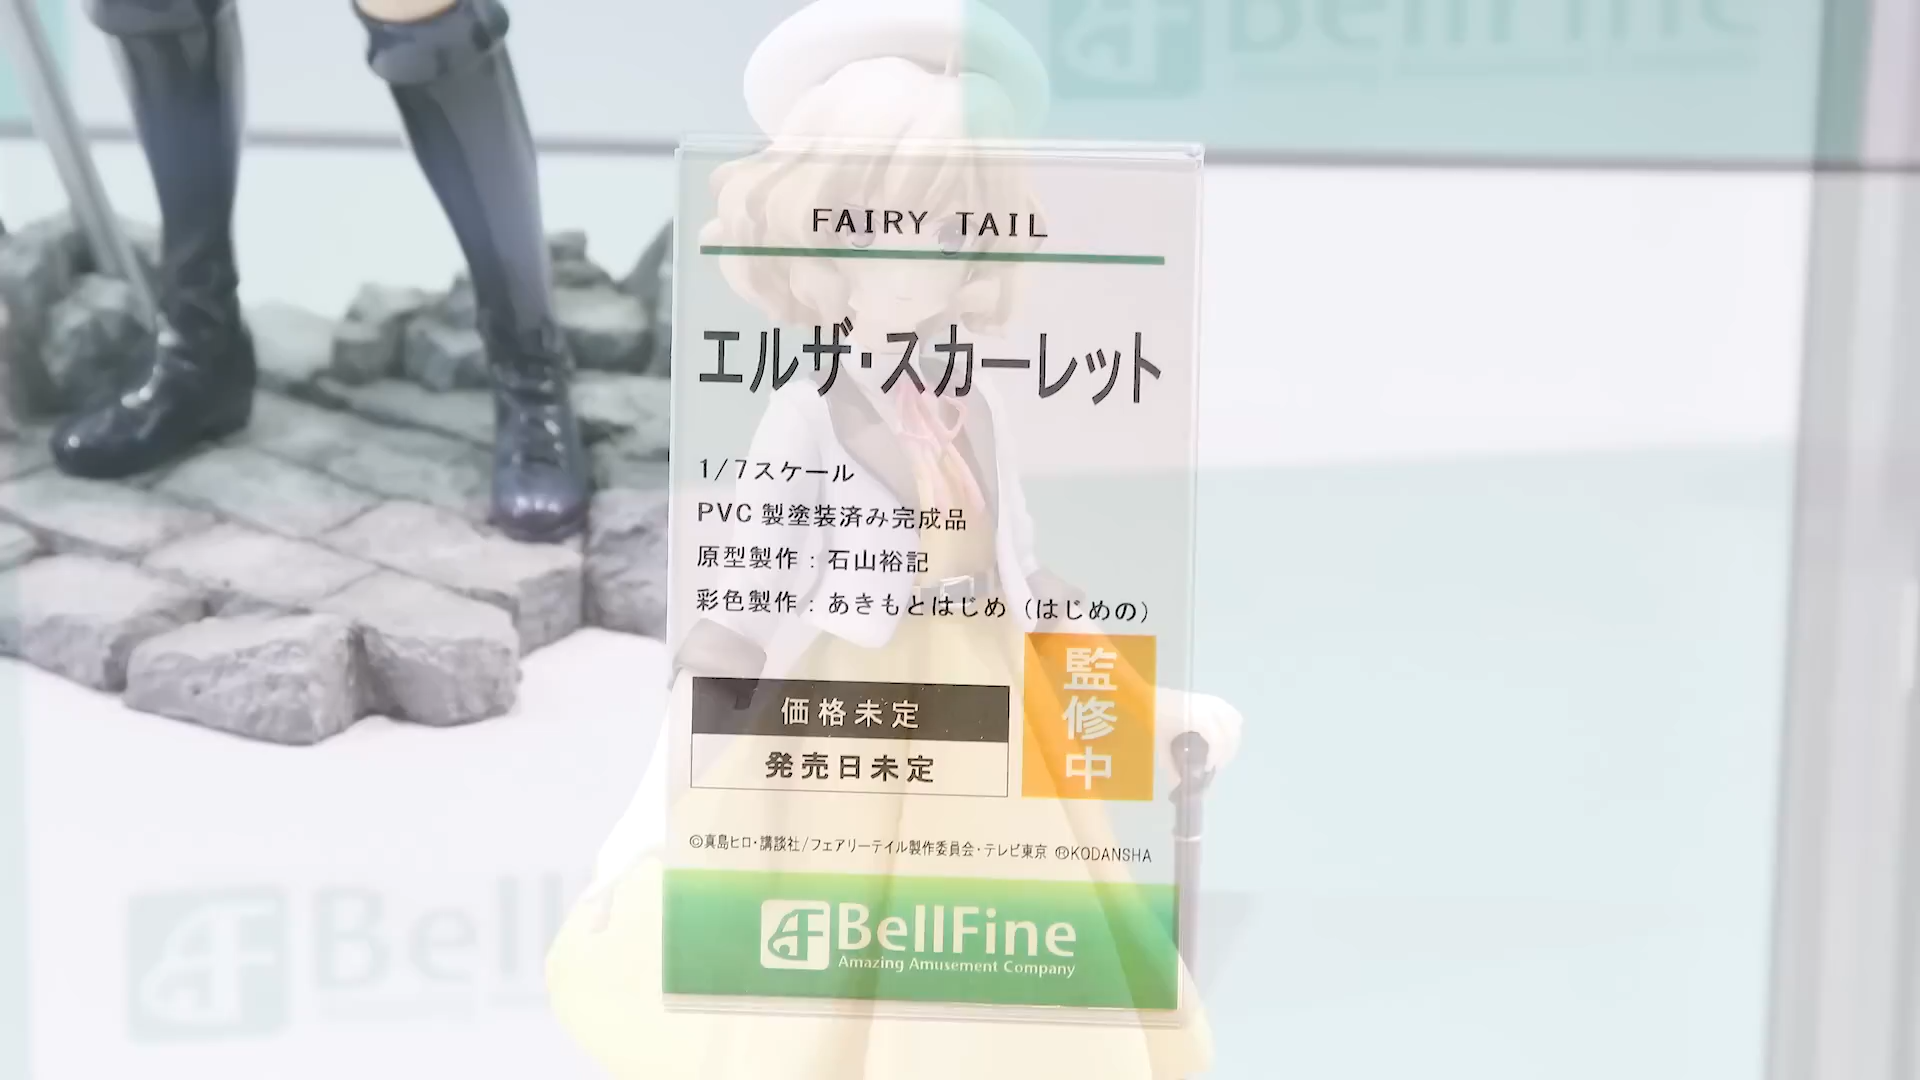 BellFine
FAIRY TAIL
エルザ・スカーレット
1/7スケール
PVC 製塗装済み完成品
原型製作：石山裕記
彩色製作：あきもとはじめ（はじめの）
監修中
価格未定
発売日未定
©真島ヒロ・講談社/フェアリーテイル製作委員会・テレビ東京 ⓇKODANSHA
BellFine
Amazing Amusement Company